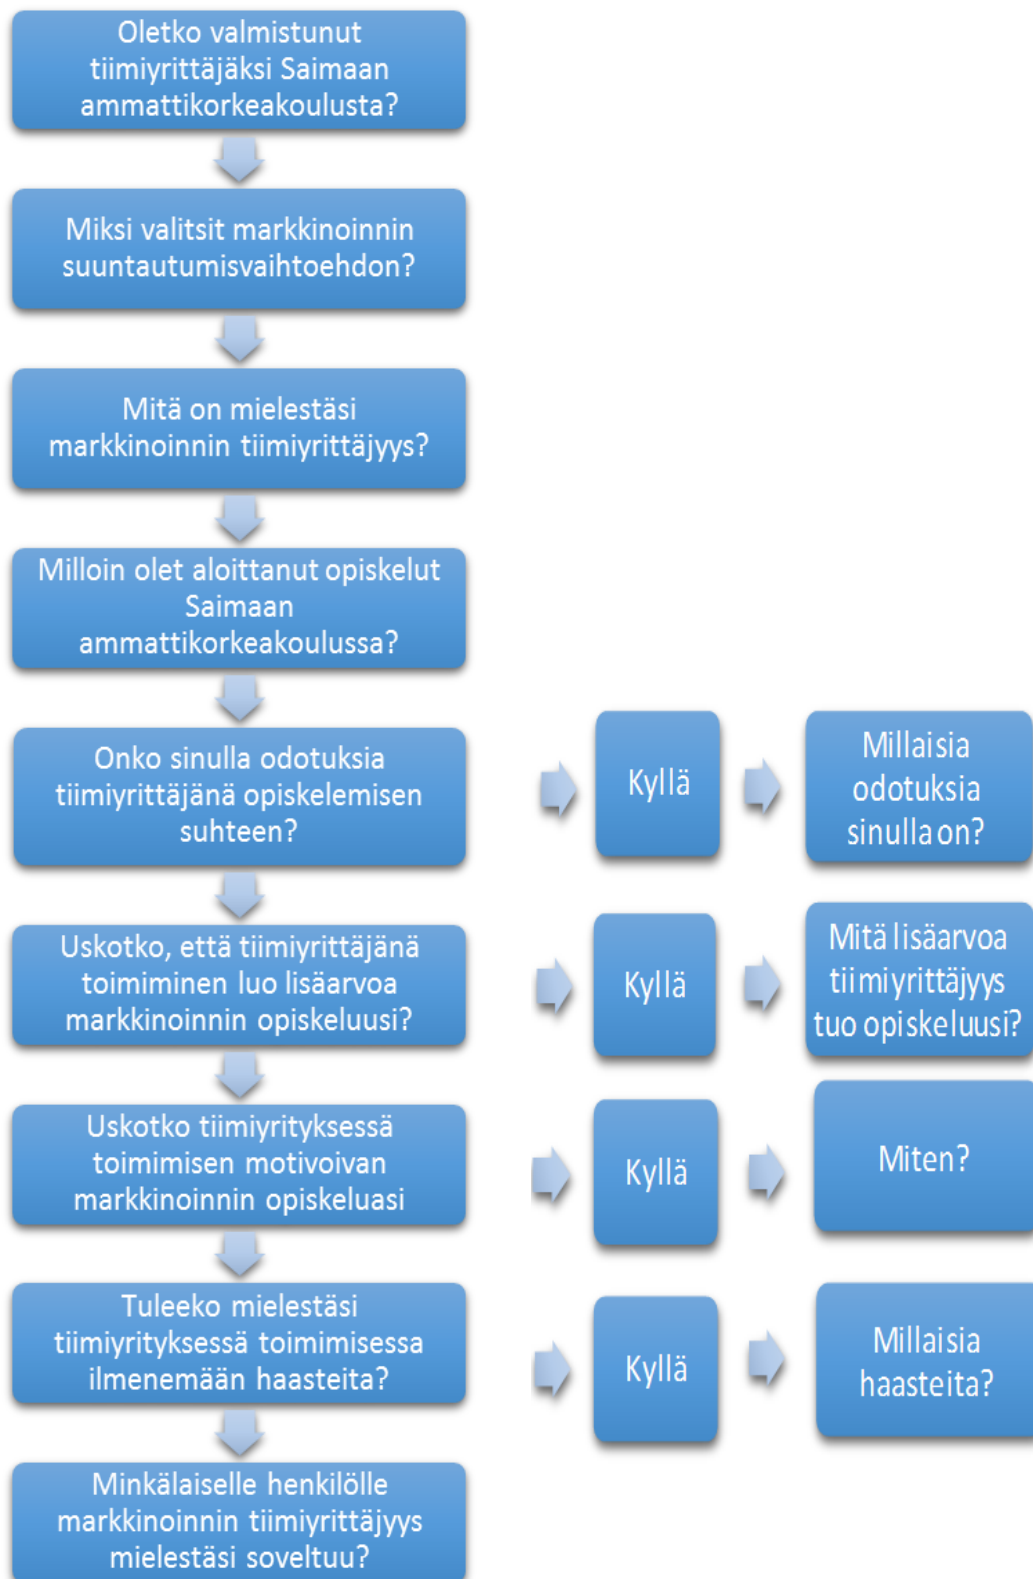 Oletko valmistunut
tiimiyrittäjäksi Saimaan
ammattikorkeakoulusta?
Miksi valitsit markkinoinnin
suuntautumisvaihtoehdon?
Mitä on mielestäsi
markkinoinnin tiimiyrittäjyys?
Milloin olet aloittanut opiskelut
Saimaan
ammattikorkeakoulussa?
Onko sinulla odotuksia
tiimiyrittäjänä opiskelemisen
suhteen?
Kyllä
Millaisia
odotuksia
sinulla on?
Uskotko, että tiimiyrittäjänä
toimiminen luo lisäarvoa
markkinoinnin opiskeluusi?
Kyllä
Mitä lisäarvoa
tiimiyrittäjyys
tuo opiskeluusi?
Uskotko tiimiyrityksessä
toimimisen motivoivan
markkinoinnin opiskeluasi
Kyllä
Miten?
Tuleeko mielestäsi
tiimiyrityksessä toimimisessa
ilmenemään haasteita?
Kyllä
Millaisia
haasteita?
Minkälaiselle henkilölle
markkinoinnin tiimiyrittäjyys
mielestäsi soveltuu?